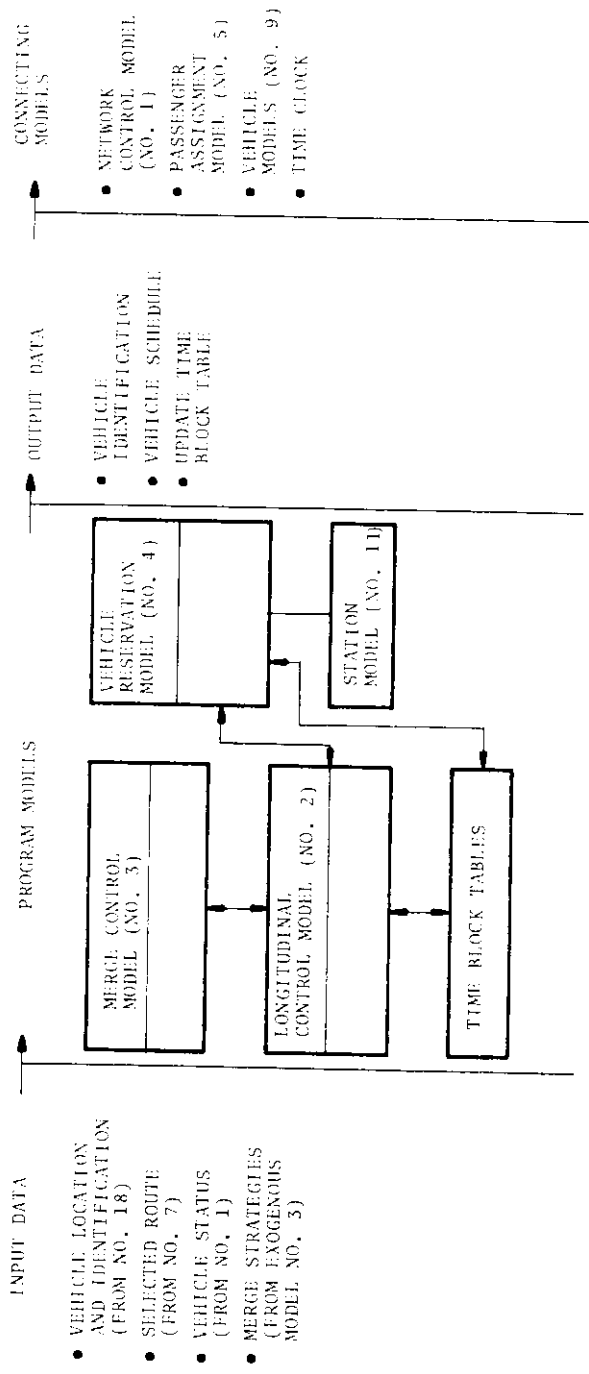 INPUT DATA
● VEHICLE LOCATION
AND IDENTIFICATION
(FROM NO. 18)
● SELECTED ROUTE
(FROM NO. 7)
● VEHICLE STATUS
(FROM NO. 1)
● MERGE STRATEGIES
(FROM EXOGENOUS
MODEL NO. 3)
PROGRAM MODELS
MERGE CONTROL
MODEL (NO. 3)
LONGITUDINAL
CONTROL MODEL (NO. 2)
TIME BLOCK TABLES
VEHICLE
RESERVATION
MODEL (NO. 4)
STATION
MODEL (NO. 11)
OUTPUT DATA
● VEHICLE
IDENTIFICATION
● VEHICLE SCHEDULE
● UPDATE TIME
BLOCK TABLE
CONNECTING
MODELS
● NETWORK
CONTROL MODEL
(NO. 1)
● PASSENGER
ASSIGNMENT
MODEL (NO. 5)
● VEHICLE
MODELS (NO. 9)
● TIME CLOCK